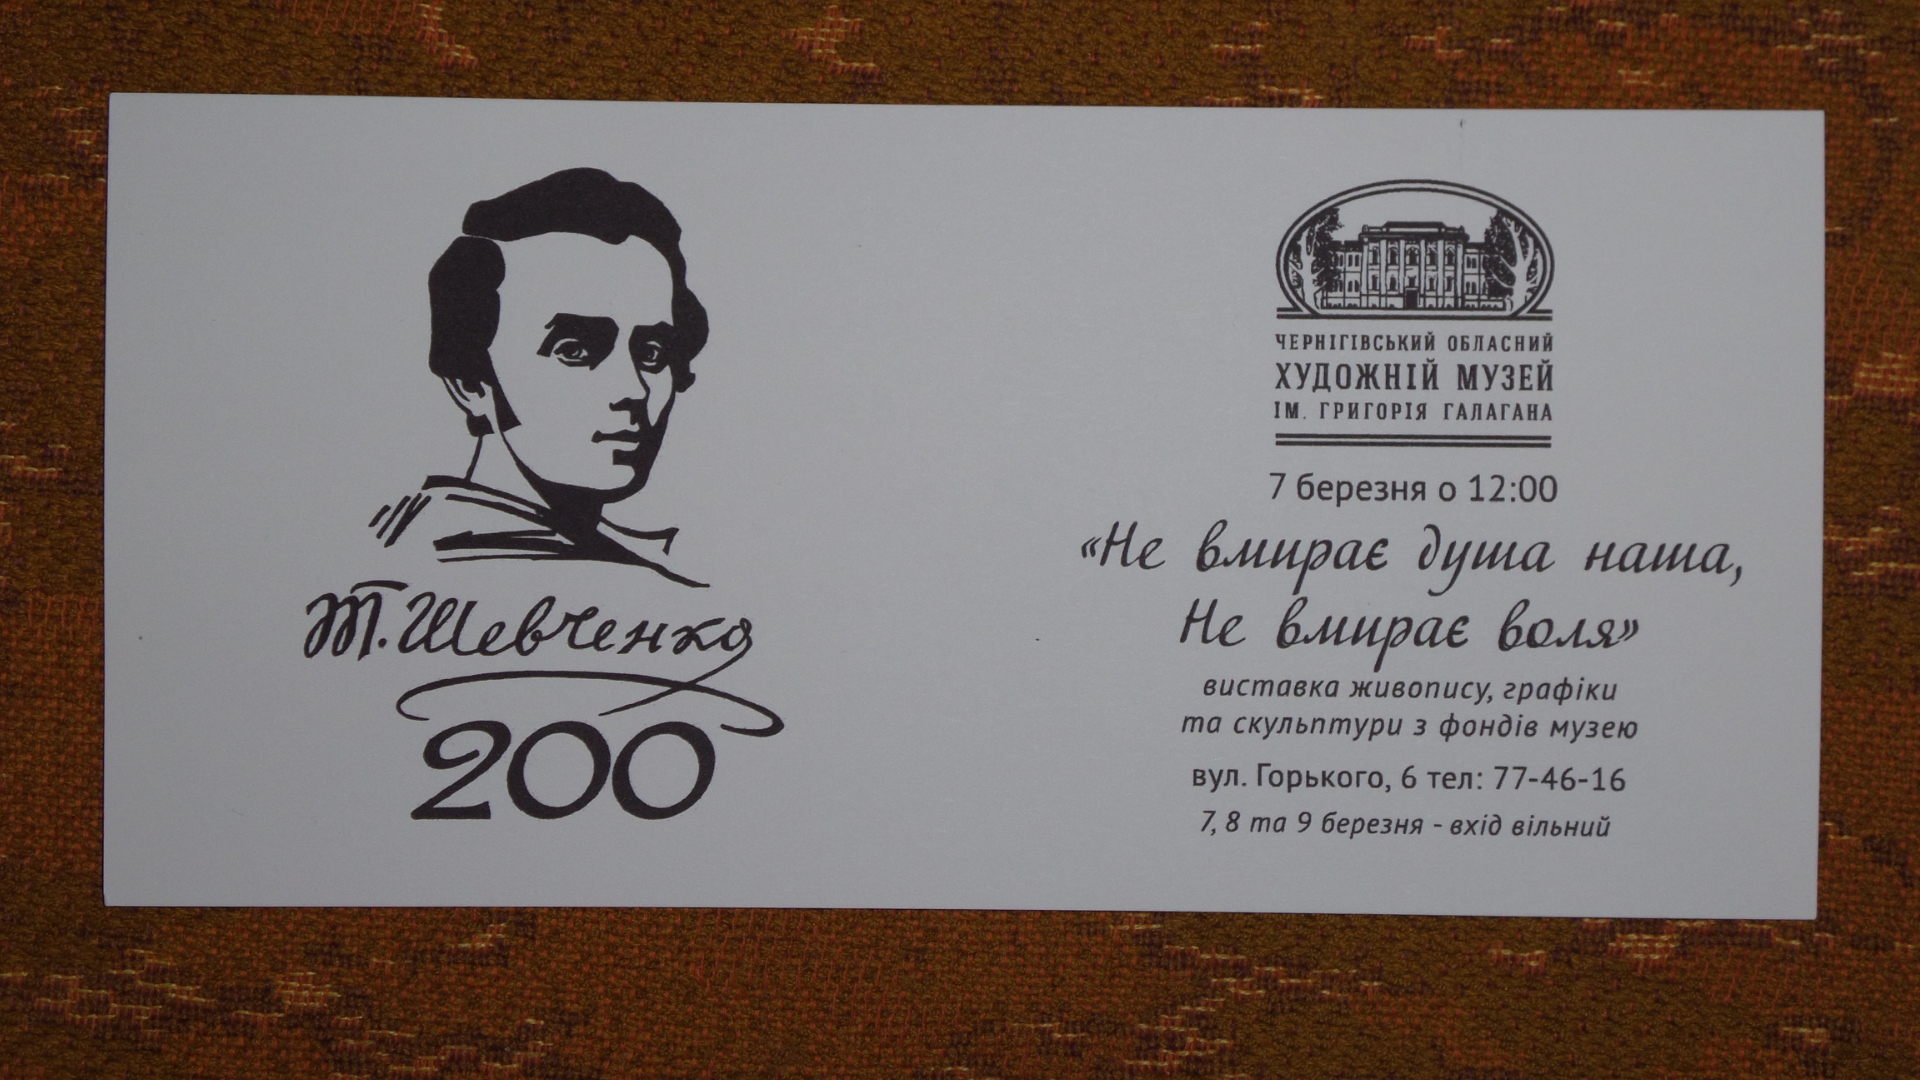 Т. Шевченко
200
ЧЕРНІГІВСЬКИЙ ОБЛАСНИЙ
ХУДОЖНІЙ МУЗЕЙ
ІМ. ГРИГОРІЯ ГАЛАГАНА
7 березня о 12:00
«Не вмирає душа наша,
Не вмирає воля»
виставка живопису, графіки
та скульптури з фондів музею
вул. Горького, 6 тел: 77-46-16
7, 8 та 9 березня - вхід вільний